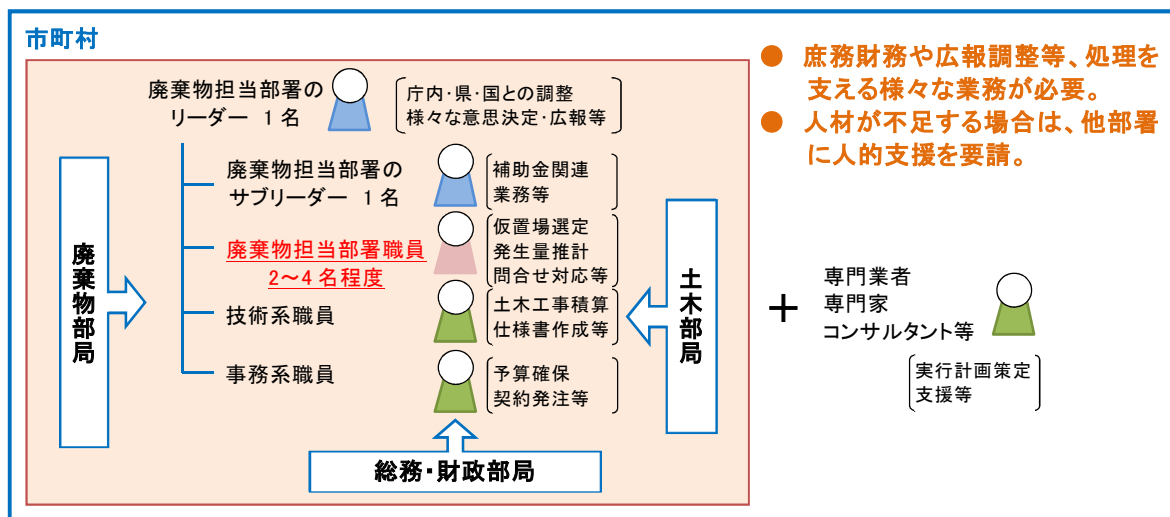 市町村
廃棄物担当部署の
リーダー 1名
庁内・県・国との調整
様々な意思決定・広報等
廃棄物担当部署の
サブリーダー 1名
補助金関連
業務等
廃棄物担当部署職員
2～4名程度
仮置場選定
発生量推計
問合せ対応等
技術系職員
土木工事積算
仕様書作成等
事務系職員
予算確保
契約発注等
廃棄物部局
土木部局
総務・財政部局
● 庶務財務や広報調整等、処理を
支える様々な業務が必要。
● 人材が不足する場合は、他部署
に人的支援を要請。
＋
専門業者
専門家
コンサルタント等
実行計画策定
支援等